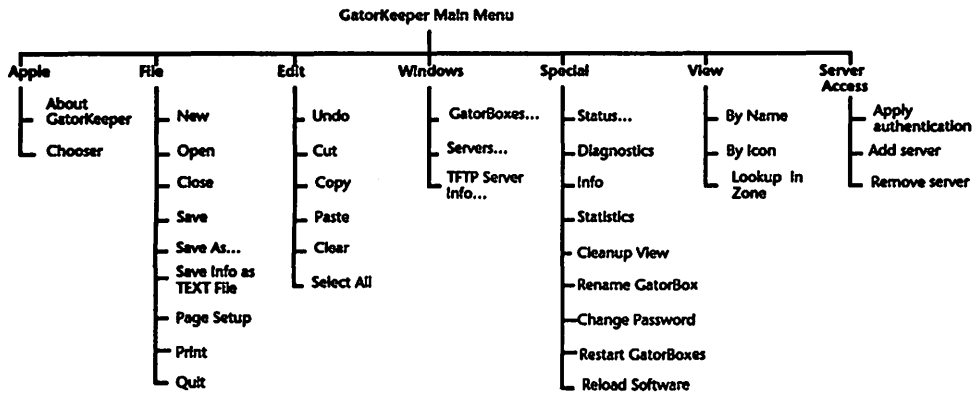 GatorKeeper Main Menu
Apple
About
GatorKeeper
Chooser
File
New
Open
Close
Save
Save As...
Save Info as
TEXT File
Page Setup
Print
Quit
Edit
Undo
Cut
Copy
Paste
Clear
Select All
Windows
GatorBoxes...
Servers...
TFTP Server
Info...
Special
Status...
Diagnostics
Info
Statistics
Cleanup View
Rename GatorBox
Change Password
Restart GatorBoxes
Reload Software
View
By Name
By Icon
Lookup in
Zone
Server
Access
Apply
authentication
Add server
Remove server